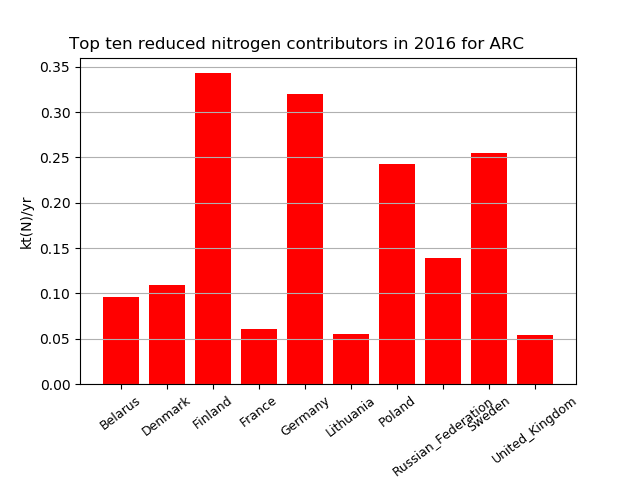 Top ten reduced nitrogen contributors in 2016 for ARC
0.35
0.30
0.25
0.20
0.15
0.10
0.05
0.00
kt(N)/yr
Belarus
Denmark
Finland
France
Germany
Lithuania
Poland
Russian_Federation
Sweden
United_Kingdom